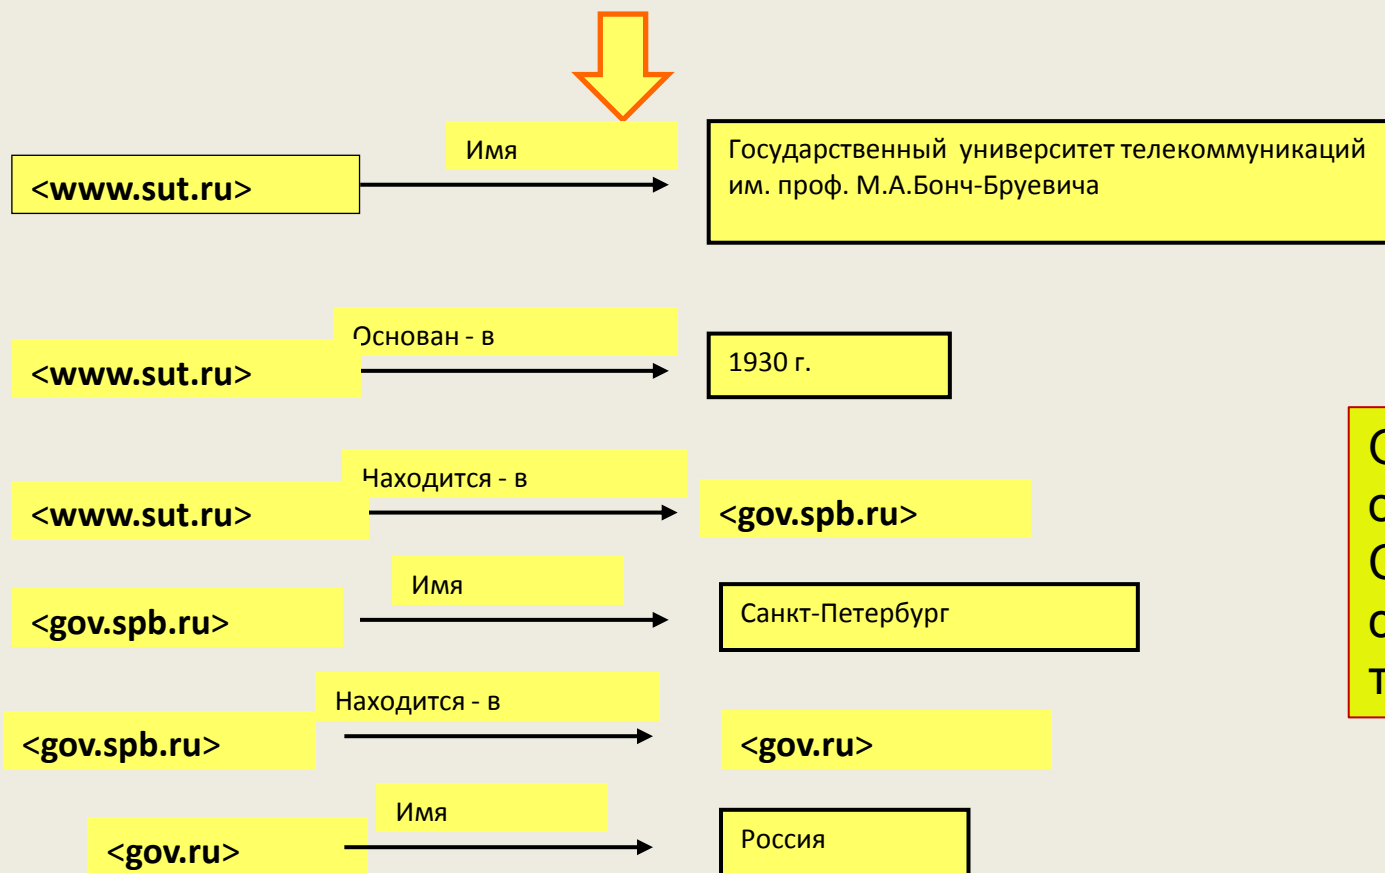 Имя
<www.sut.ru>
Государственный университет телекоммуникаций
им. проф. М.А.Бонч-Бруевича
Основан - в
<www.sut.ru>
1930 г.
Находится - в
<www.sut.ru>
<gov.spb.ru>
Имя
<gov.spb.ru>
Санкт-Петербург
Находится - в
<gov.spb.ru>
<gov.ru>
Имя
<gov.ru>
Россия